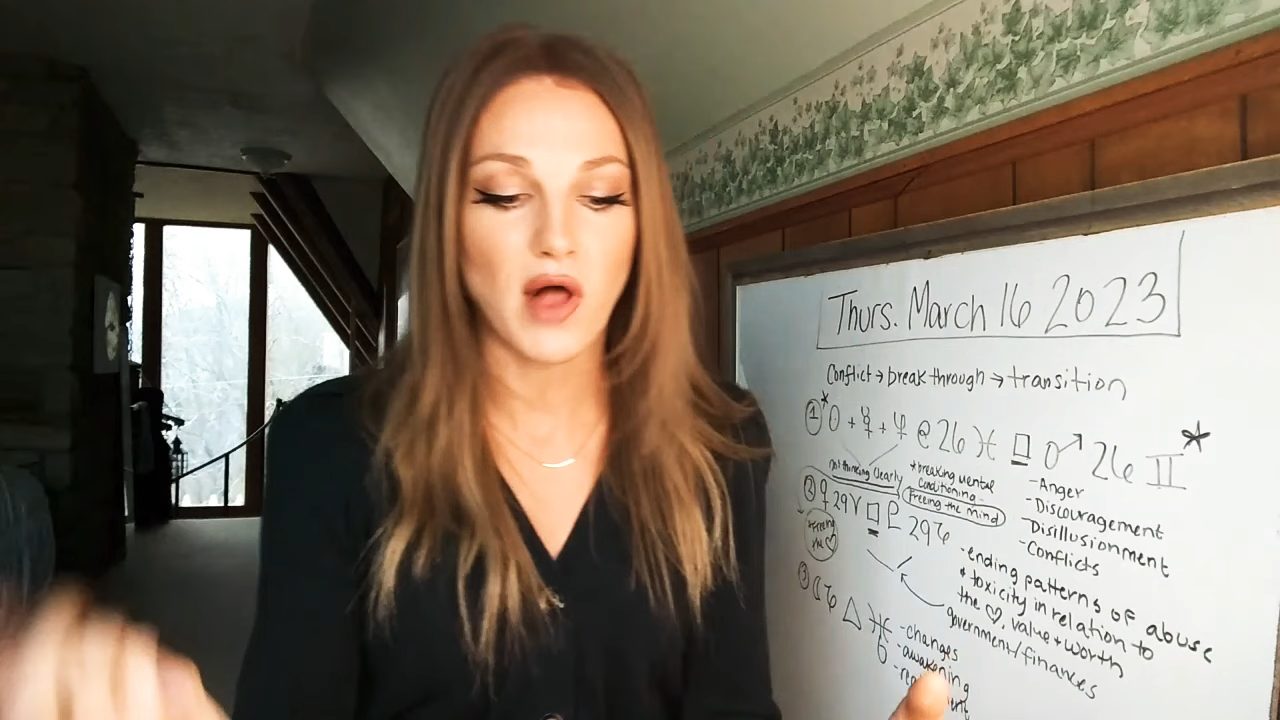 Thurs. March 16 2023
Conflict → breakthrough → transition
① *☉ + ☿ + ♆ @ 26 ♓ □ ♂ 26 ♊ *
not thinking clearly
*breaking mental
conditioning-
Freeing the mind
-Anger
-Discouragement
-Disillusionment
-Conflicts
② ♀ 29 ♈ □ ♇ 29 ♑
*Freeing
the ♡
-ending patterns of abuse
& toxicity in relation to
the ♡, value + worth
government/finances
③ ☾ ♑ △ ♅
-changes
-awakening